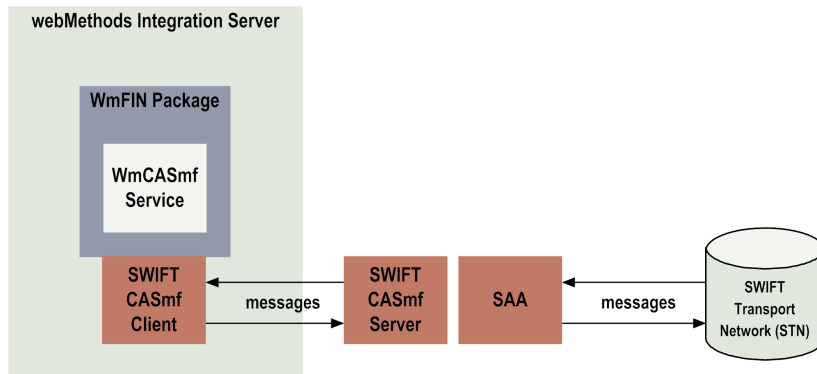 webMethods Integration Server
WmFIN Package
WmCASmf
Service
SWIFT
CASmf
Client
messages
SWIFT
CASmf
Server
SAA
messages
SWIFT
Transport
Network (STN)